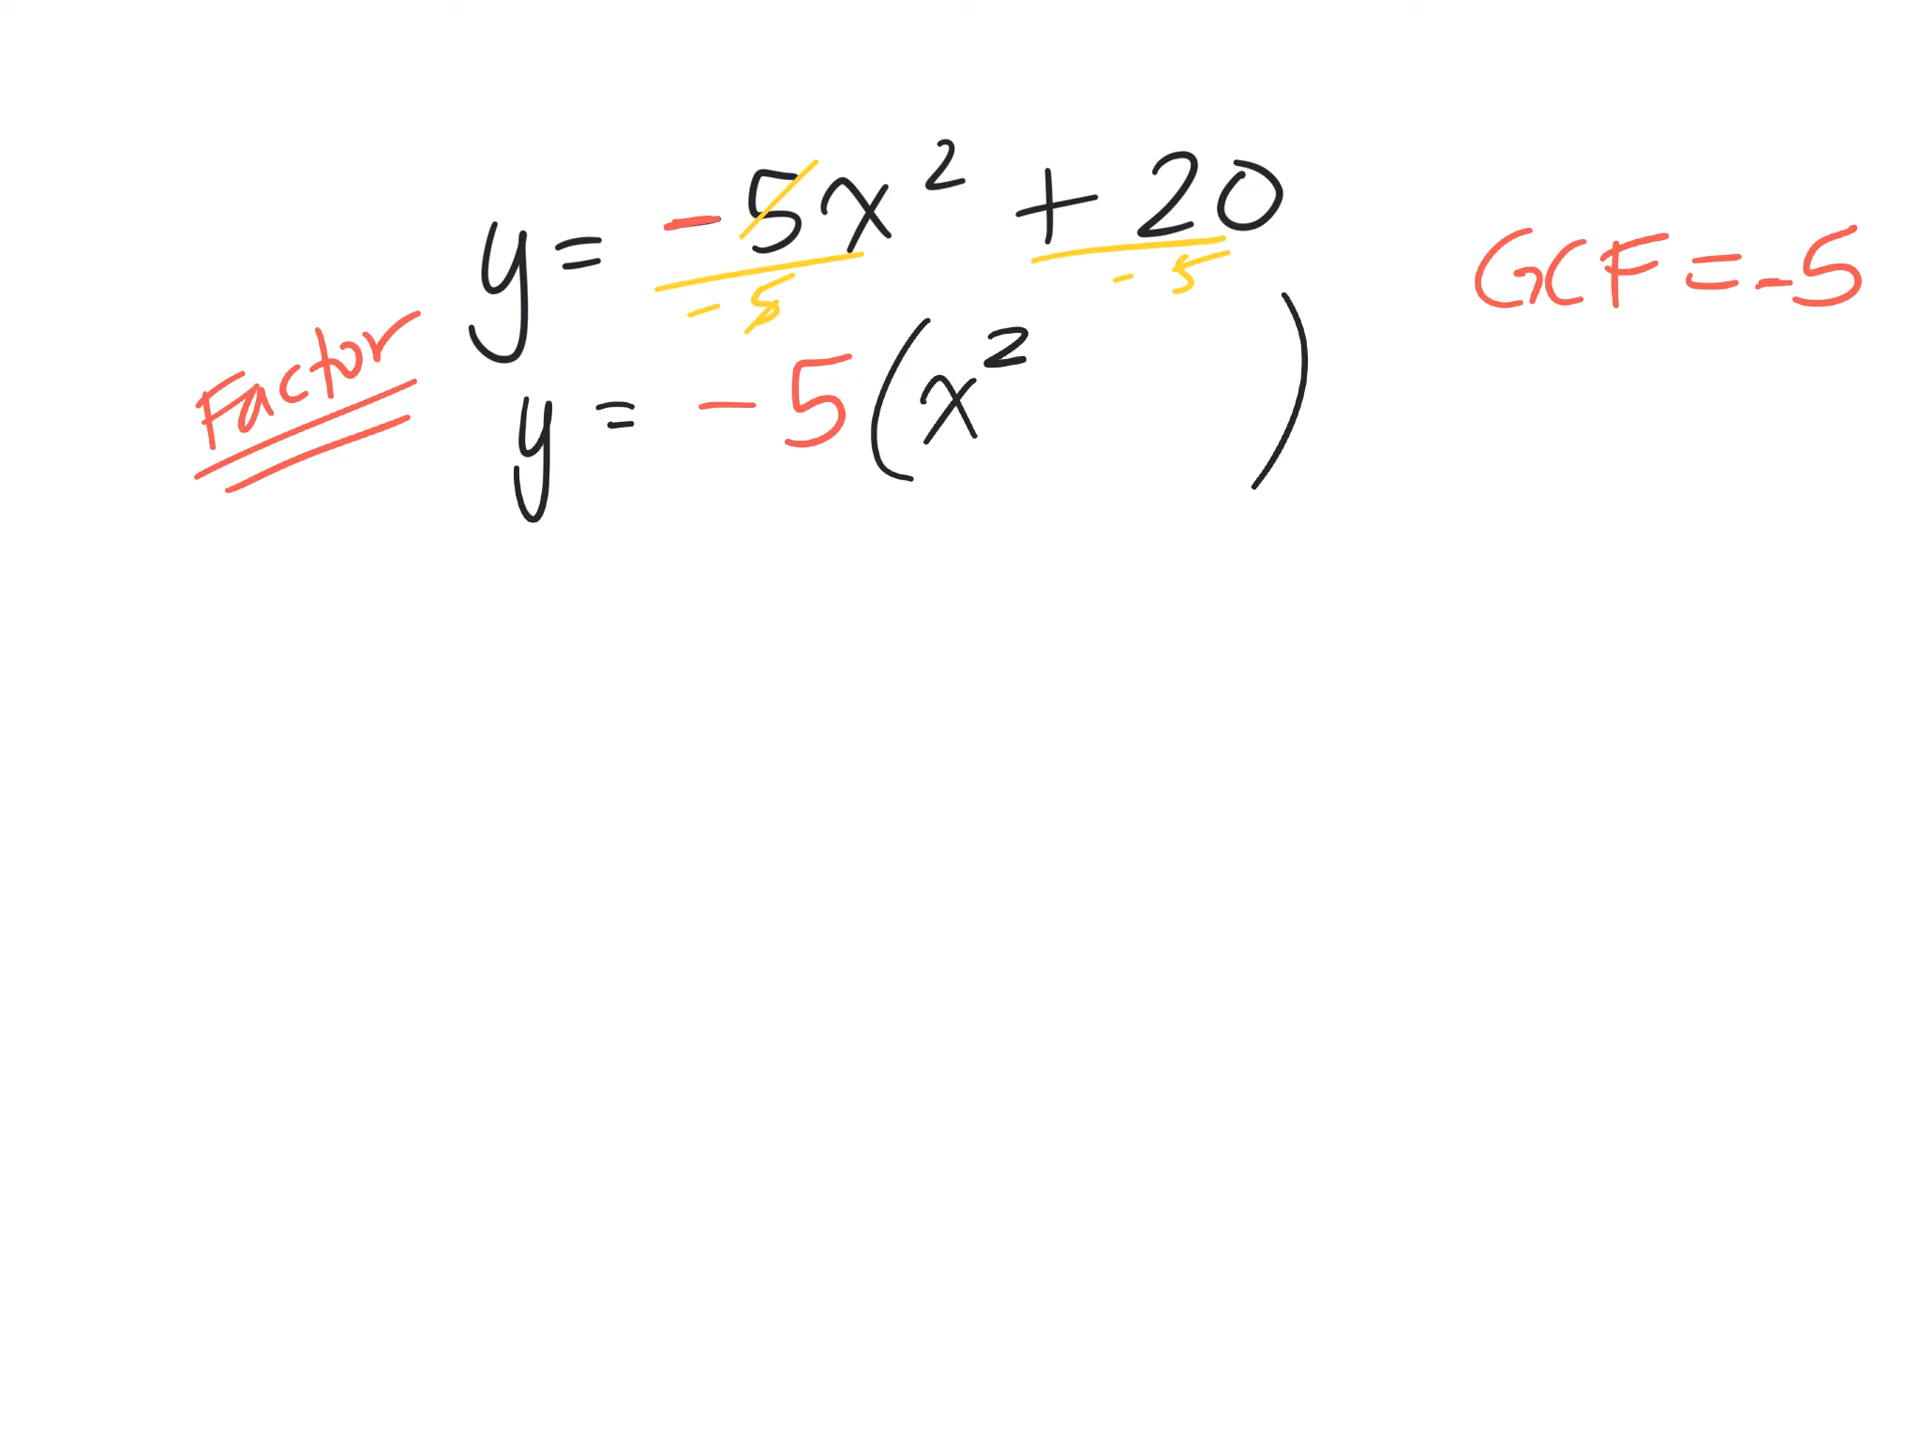 y = -5x² + 20
-5 -5
GCF = -5
Factor
y = -5(x² )